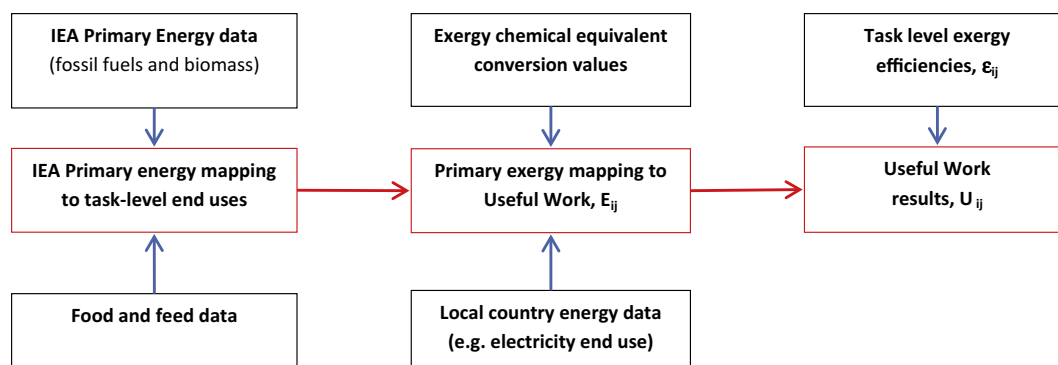 IEA Primary Energy data
(fossil fuels and biomass)
Exergy chemical equivalent
conversion values
Task level exergy
efficiencies, εij
IEA Primary energy mapping
to task-level end uses
Primary exergy mapping to
Useful Work, Eij
Useful Work
results, U ij
Food and feed data
Local country energy data
(e.g. electricity end use)